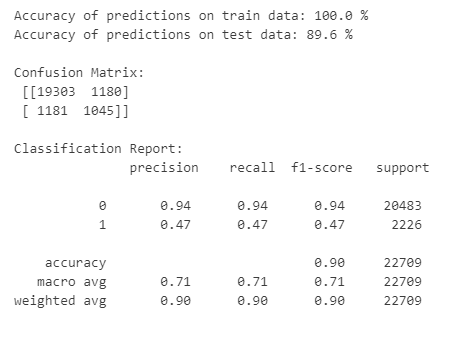 Accuracy of predictions on train data: 100.0 %
Accuracy of predictions on test data: 89.6 %
Confusion Matrix:
[[19303 1180]
[ 1181 1045]]
Classification Report:
precision recall f1-score support
0 0.94 0.94 0.94 20483
1 0.47 0.47 0.47 2226
accuracy 0.90 22709
macro avg 0.71 0.71 0.71 22709
weighted avg 0.90 0.90 0.90 22709